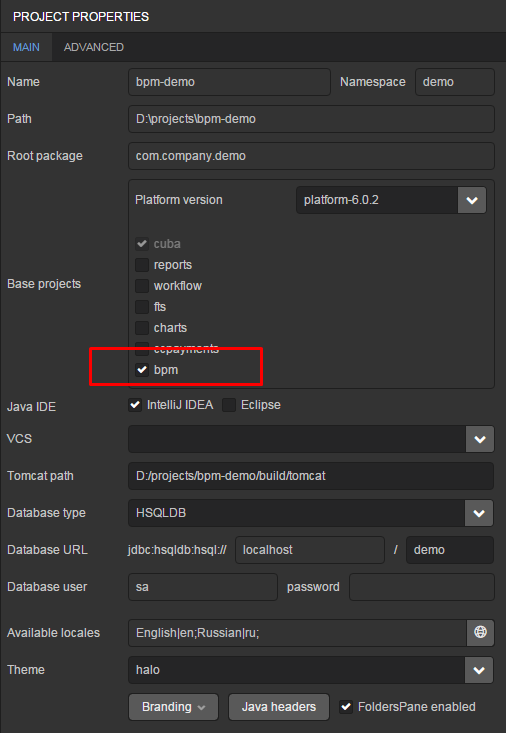 PROJECT PROPERTIES
MAIN ADVANCED
Name bpm-demo Namespace demo
Path D:\projects\bpm-demo
Root package com.company.demo
Platform version platform-6.0.2
cuba
reports
Base projects workflow
fts
charts
ccpayments
bpm
Java IDE IntelliJ IDEA Eclipse
VCS
Tomcat path D:/projects/bpm-demo/build/tomcat
Database type HSQLDB
Database URL jdbc:hsqldb:hsql:// localhost / demo
Database user sa password
Available locales English|en;Russian|ru;
Theme halo
Branding Java headers FoldersPane enabled